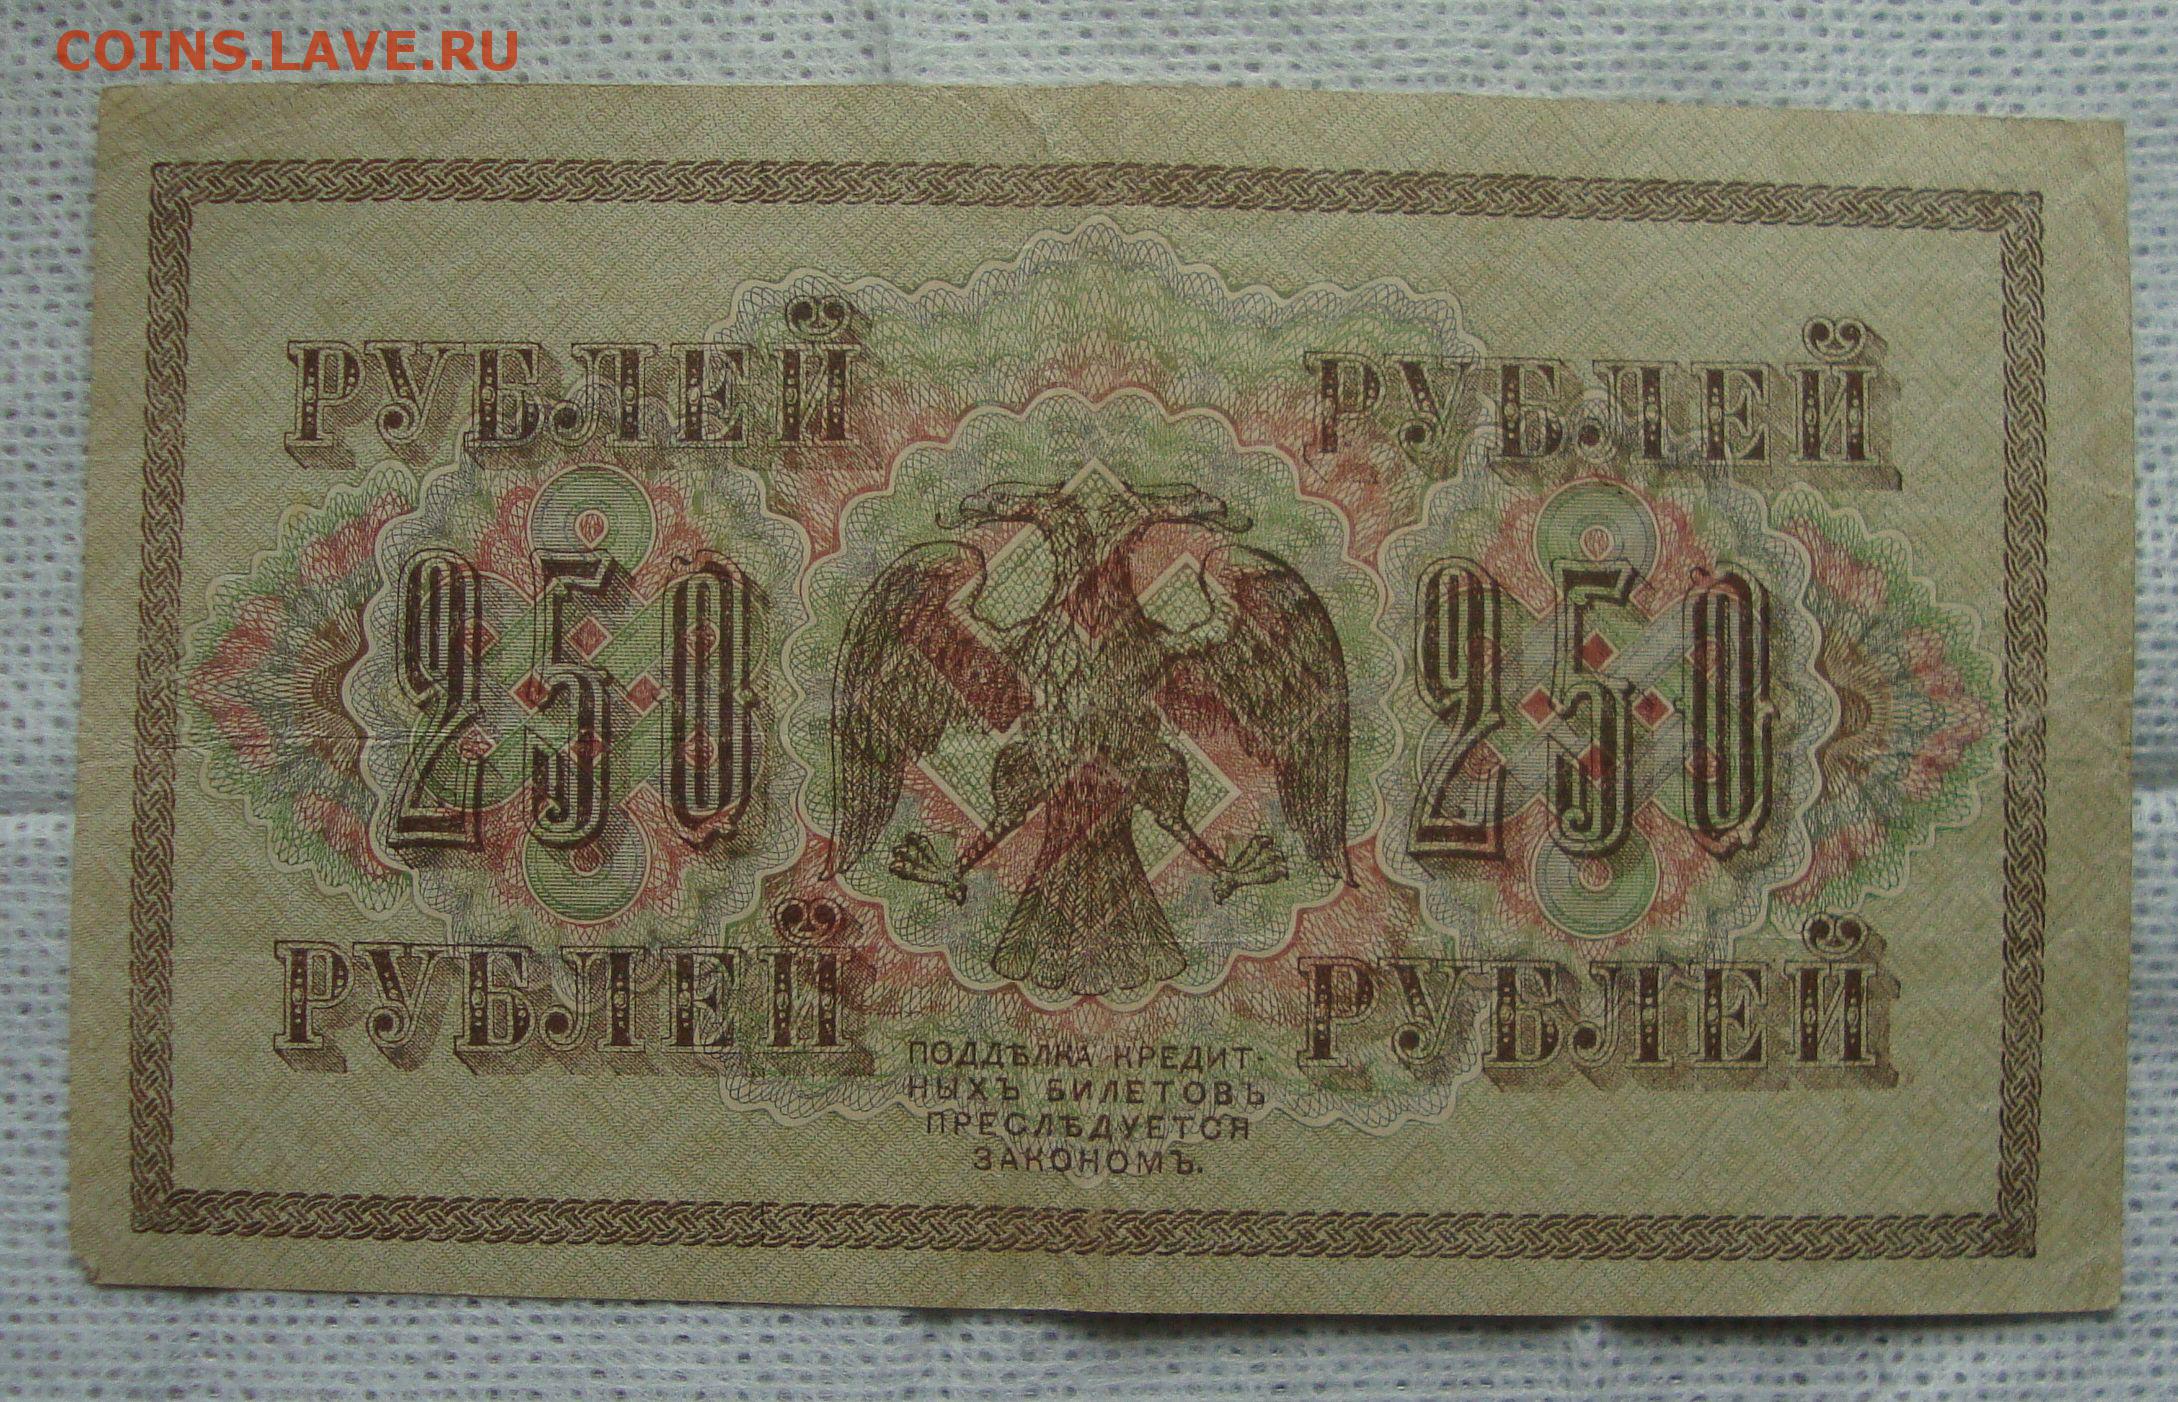 COINS.LAVE.RU
РУБЛЕЙ РУБЛЕЙ
250 250
РУБЛЕЙ РУБЛЕЙ
ПОДДѢЛКА КРЕДИТ-
НЫХЪ БИЛЕТОВЪ
ПРЕСЛѢДУЕТСЯ
ЗАКОНОМЪ.